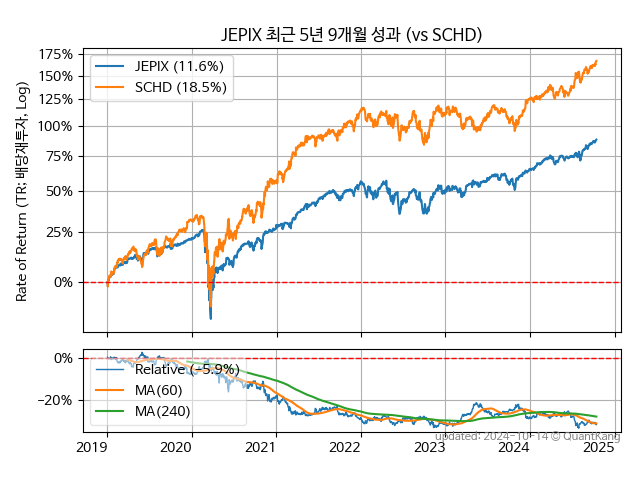 JEPIX 최근 5년 9개월 성과 (vs SCHD)
Rate of Return (TR: 배당재투자, Log)
175%
150%
125%
100%
75%
50%
25%
0%
JEPIX (11.6%)
SCHD (18.5%)
0%
−20%
Relative (−5.9%)
MA(60)
MA(240)
2019 2020 2021 2022 2023 2024 2025
updated: 2024-10-14 © QuantKang